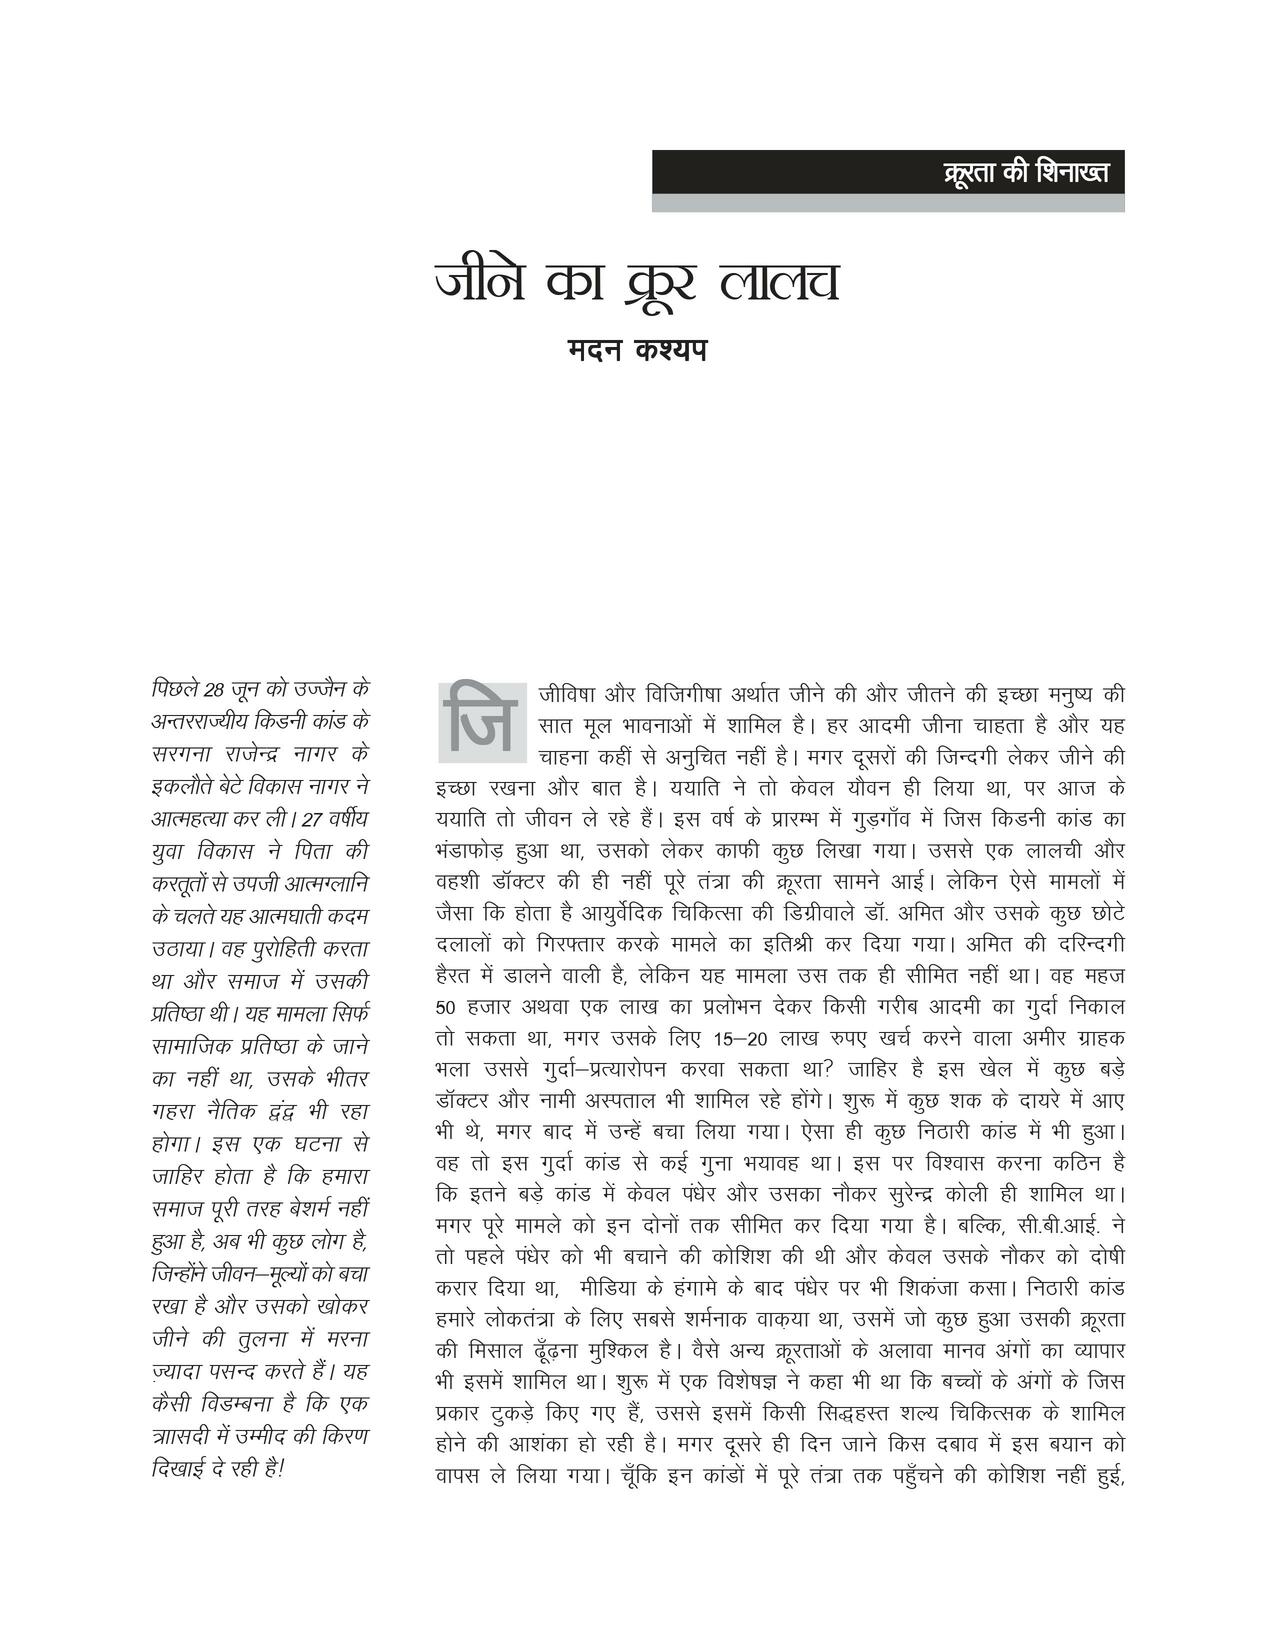 क्रूरता की शिनाख्त
जीने का क्रूर लालच
मदन कश्यप
पिछले 28 जून को उज्जैन के
अन्तरराज्यीय किडनी कांड के
सरगना राजेन्द्र नागर के
इकलौते बेटे विकास नागर ने
आत्महत्या कर ली। 27 वर्षीय
युवा विकास ने पिता की
करतूतों से उपजी आत्मग्लानि
के चलते यह आत्मघाती कदम
उठाया। वह पुरोहिती करता
था और समाज में उसकी
प्रतिष्ठा थी। यह मामला सिर्फ
सामाजिक प्रतिष्ठा के जाने
का नहीं था, उसके भीतर
गहरा नैतिक द्वंद्व भी रहा
होगा। इस एक घटना से
जाहिर होता है कि हमारा
समाज पूरी तरह बेशर्म नहीं
हुआ है, अब भी कुछ लोग है,
जिन्होंने जीवन–मूल्यों को बचा
रखा है और उसको खोकर
जीने की तुलना में मरना
ज़्यादा पसन्द करते हैं। यह
कैसी विडम्बना है कि एक
त्राासदी में उम्मीद की किरण
दिखाई दे रही है!
जि
जीविषा और विजिगीषा अर्थात जीने की और जीतने की इच्छा मनुष्य की
सात मूल भावनाओं में शामिल है। हर आदमी जीना चाहता है और यह
चाहना कहीं से अनुचित नहीं है। मगर दूसरों की जिन्दगी लेकर जीने की
इच्छा रखना और बात है। ययाति ने तो केवल यौवन ही लिया था, पर आज के
ययाति तो जीवन ले रहे हैं। इस वर्ष के प्रारम्भ में गुड़गाँव में जिस किडनी कांड का
भंडाफोड़ हुआ था, उसको लेकर काफी कुछ लिखा गया। उससे एक लालची और
वहशी डॉक्टर की ही नहीं पूरे तंत्रा की क्रूरता सामने आई। लेकिन ऐसे मामलों में
जैसा कि होता है आयुर्वेदिक चिकित्सा की डिग्रीवाले डॉ. अमित और उसके कुछ छोटे
दलालों को गिरफ्तार करके मामले का इतिश्री कर दिया गया। अमित की दरिन्दगी
हैरत में डालने वाली है, लेकिन यह मामला उस तक ही सीमित नहीं था। वह महज
50 हजार अथवा एक लाख का प्रलोभन देकर किसी गरीब आदमी का गुर्दा निकाल
तो सकता था, मगर उसके लिए 15–20 लाख रुपए खर्च करने वाला अमीर ग्राहक
भला उससे गुर्दा–प्रत्यारोपन करवा सकता था? जाहिर है इस खेल में कुछ बड़े
डॉक्टर और नामी अस्पताल भी शामिल रहे होंगे। शुरू में कुछ शक के दायरे में आए
भी थे, मगर बाद में उन्हें बचा लिया गया। ऐसा ही कुछ निठारी कांड में भी हुआ।
वह तो इस गुर्दा कांड से कई गुना भयावह था। इस पर विश्वास करना कठिन है
कि इतने बड़े कांड में केवल पंधेर और उसका नौकर सुरेन्द्र कोली ही शामिल था।
मगर पूरे मामले को इन दोनों तक सीमित कर दिया गया है। बल्कि, सी.बी.आई. ने
तो पहले पंधेर को भी बचाने की कोशिश की थी और केवल उसके नौकर को दोषी
करार दिया था, मीडिया के हंगामे के बाद पंधेर पर भी शिकंजा कसा। निठारी कांड
हमारे लोकतंत्रा के लिए सबसे शर्मनाक वाक़या था, उसमें जो कुछ हुआ उसकी क्रूरता
की मिसाल ढूँढ़ना मुश्किल है। वैसे अन्य क्रूरताओं के अलावा मानव अंगों का व्यापार
भी इसमें शामिल था। शुरू में एक विशेषज्ञ ने कहा भी था कि बच्चों के अंगों के जिस
प्रकार टुकड़े किए गए हैं, उससे इसमें किसी सिद्धहस्त शल्य चिकित्सक के शामिल
होने की आशंका हो रही है। मगर दूसरे ही दिन जाने किस दबाव में इस बयान को
वापस ले लिया गया। चूँकि इन कांडों में पूरे तंत्रा तक पहुँचने की कोशिश नहीं हुई,